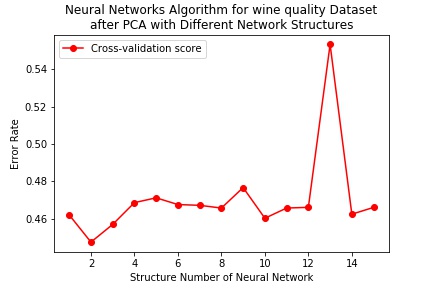 Neural Networks Algorithm for wine quality Dataset
after PCA with Different Network Structures
Cross-validation score
Error Rate
0.54
0.52
0.50
0.48
0.46
2 4 6 8 10 12 14
Structure Number of Neural Network